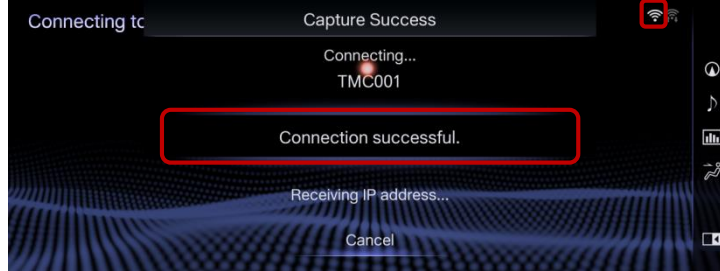 Connecting to
Capture Success
Connecting...
TMC001
Connection successful.
Receiving IP address...
Cancel